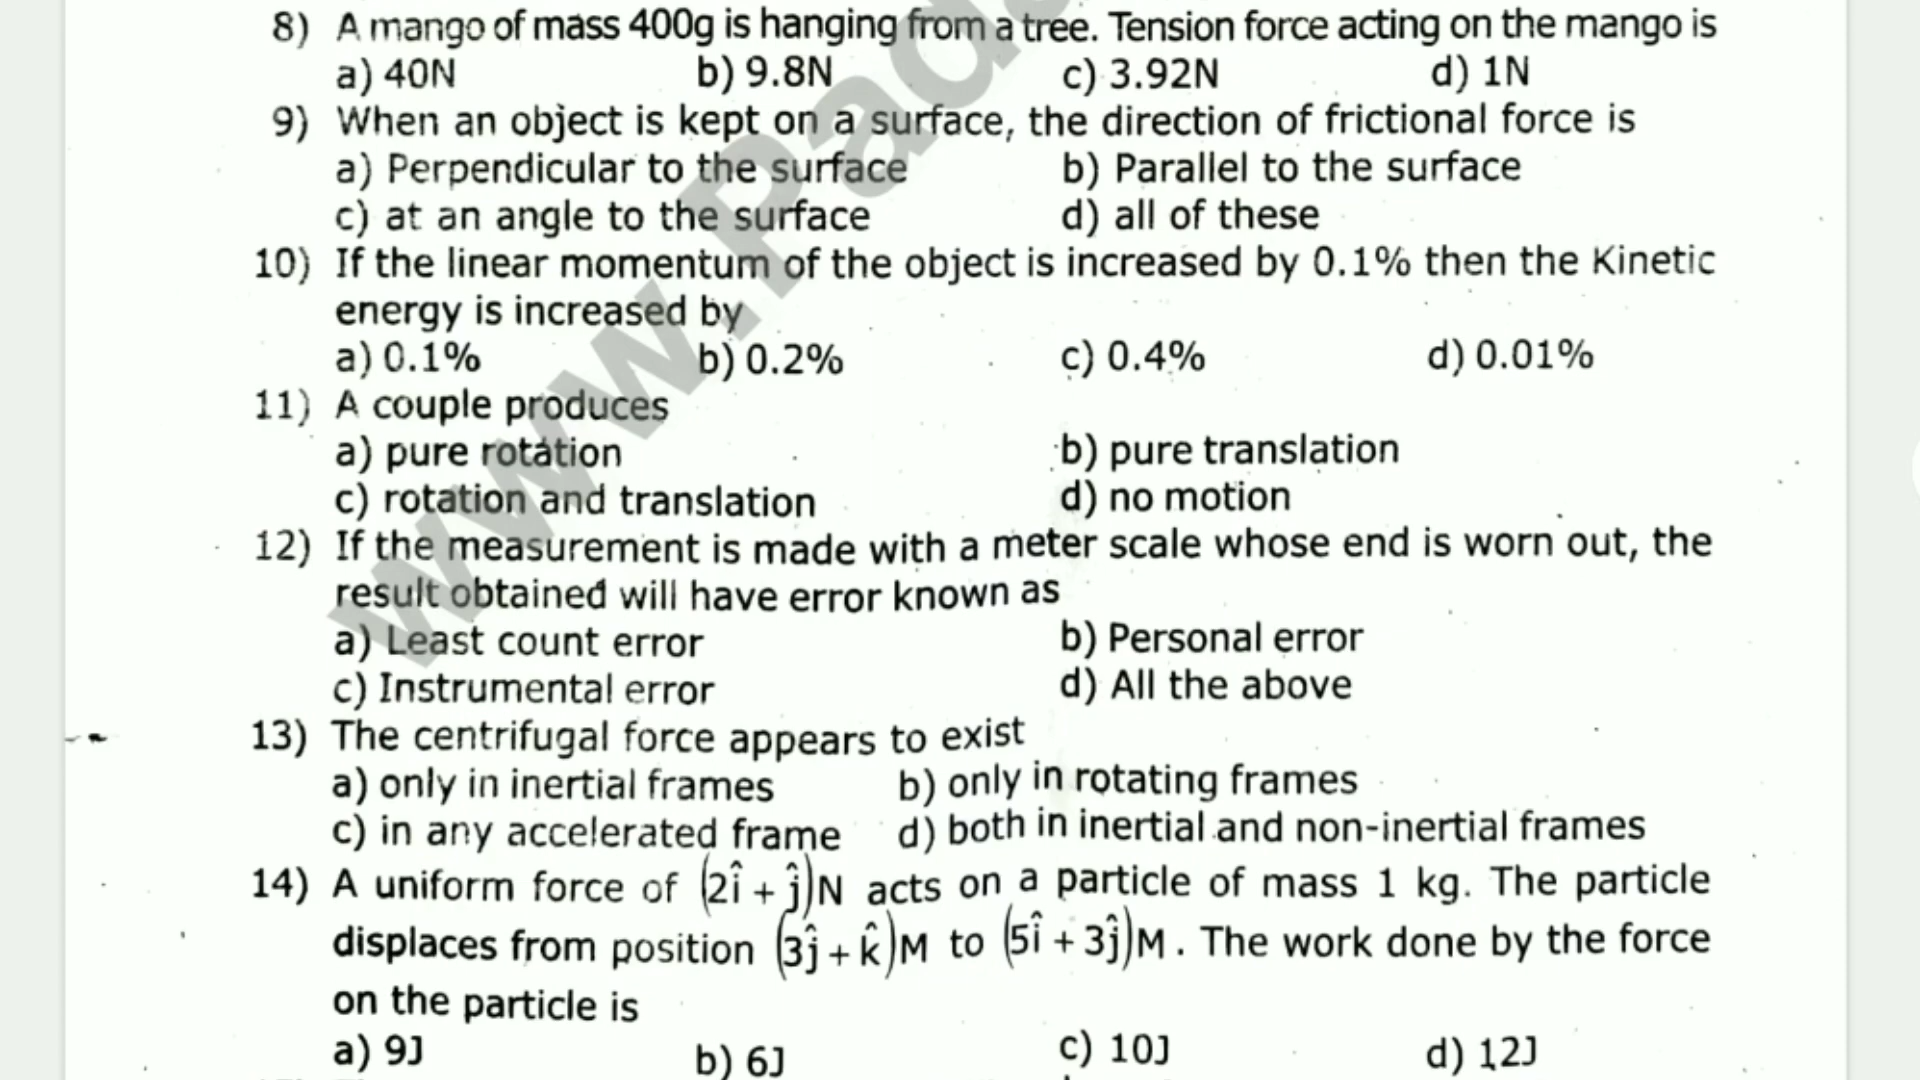 8) A mango of mass 400g is hanging from a tree. Tension force acting on the mango is
a) 40N b) 9.8N c) 3.92N d) 1N
9) When an object is kept on a surface, the direction of frictional force is
a) Perpendicular to the surface b) Parallel to the surface
c) at an angle to the surface d) all of these
10) If the linear momentum of the object is increased by 0.1% then the Kinetic
energy is increased by
a) 0.1% b) 0.2% c) 0.4% d) 0.01%
11) A couple produces
a) pure rotation b) pure translation
c) rotation and translation d) no motion
12) If the measurement is made with a meter scale whose end is worn out, the
result obtained will have error known as
a) Least count error b) Personal error
c) Instrumental error d) All the above
13) The centrifugal force appears to exist
a) only in inertial frames b) only in rotating frames
c) in any accelerated frame d) both in inertial and non-inertial frames
14) A uniform force of (2î + ĵ)N acts on a particle of mass 1 kg. The particle
displaces from position (3ĵ + k̂)M to (5î + 3ĵ)M. The work done by the force
on the particle is
a) 9J b) 6J c) 10J d) 12J